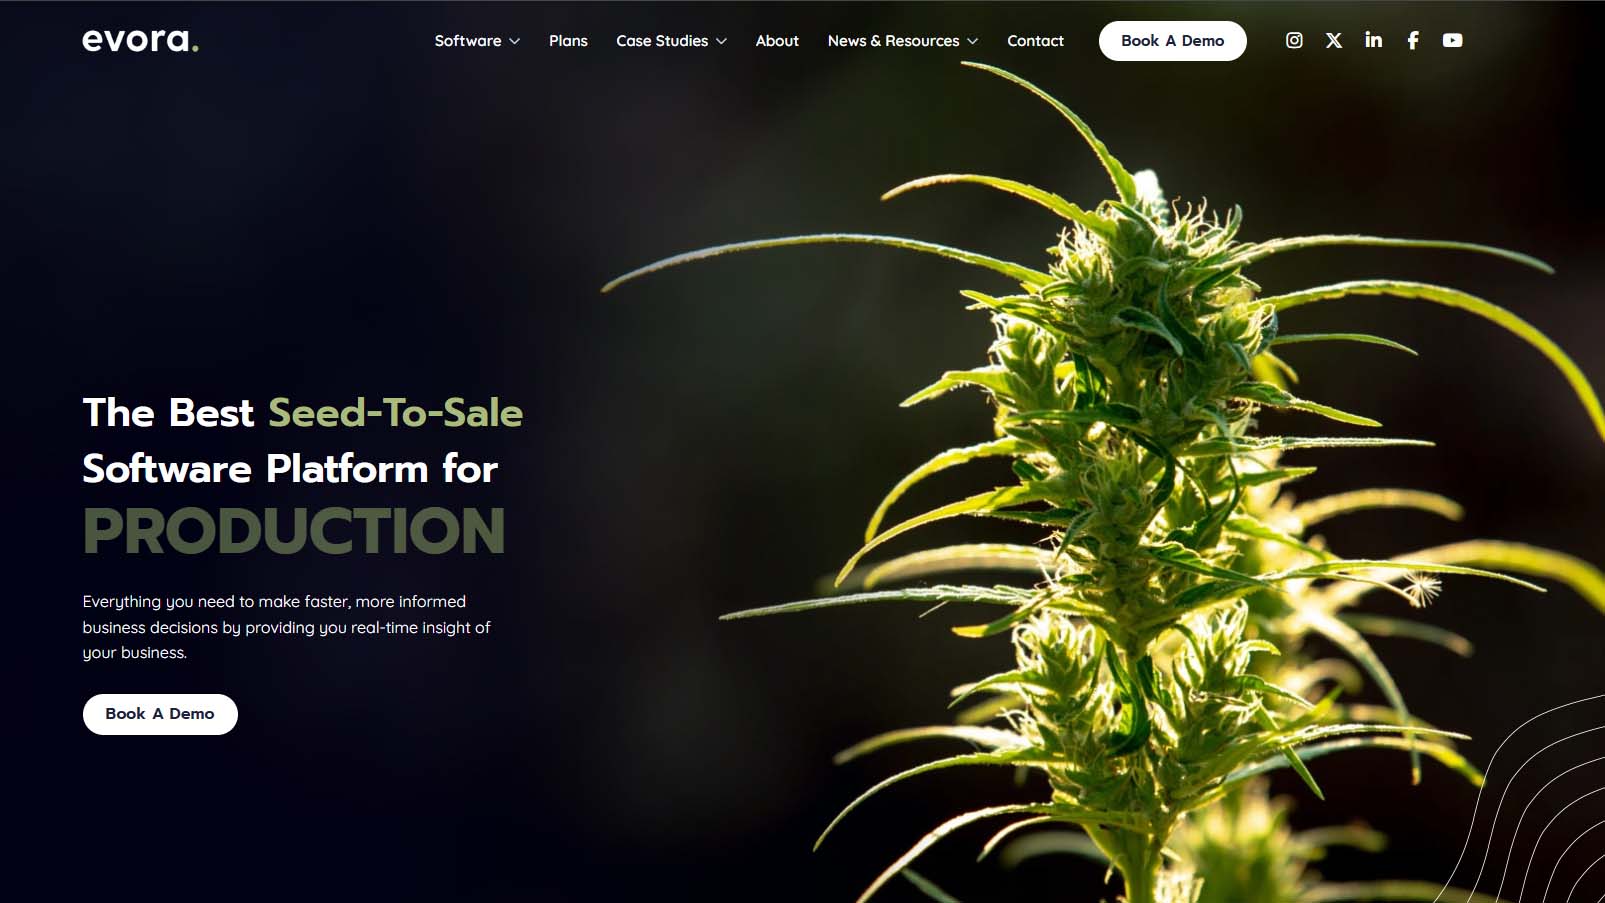 evora.
Software Plans Case Studies About News & Resources Contact Book A Demo
The Best Seed-To-Sale
Software Platform for
PRODUCTION
Everything you need to make faster, more informed
business decisions by providing you real-time insight of
your business.
Book A Demo